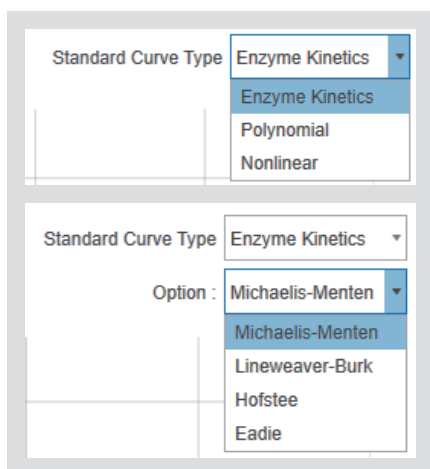 Standard Curve Type Enzyme Kinetics
Enzyme Kinetics
Polynomial
Nonlinear
Standard Curve Type Enzyme Kinetics
Option : Michaelis-Menten
Michaelis-Menten
Lineweaver-Burk
Hofstee
Eadie